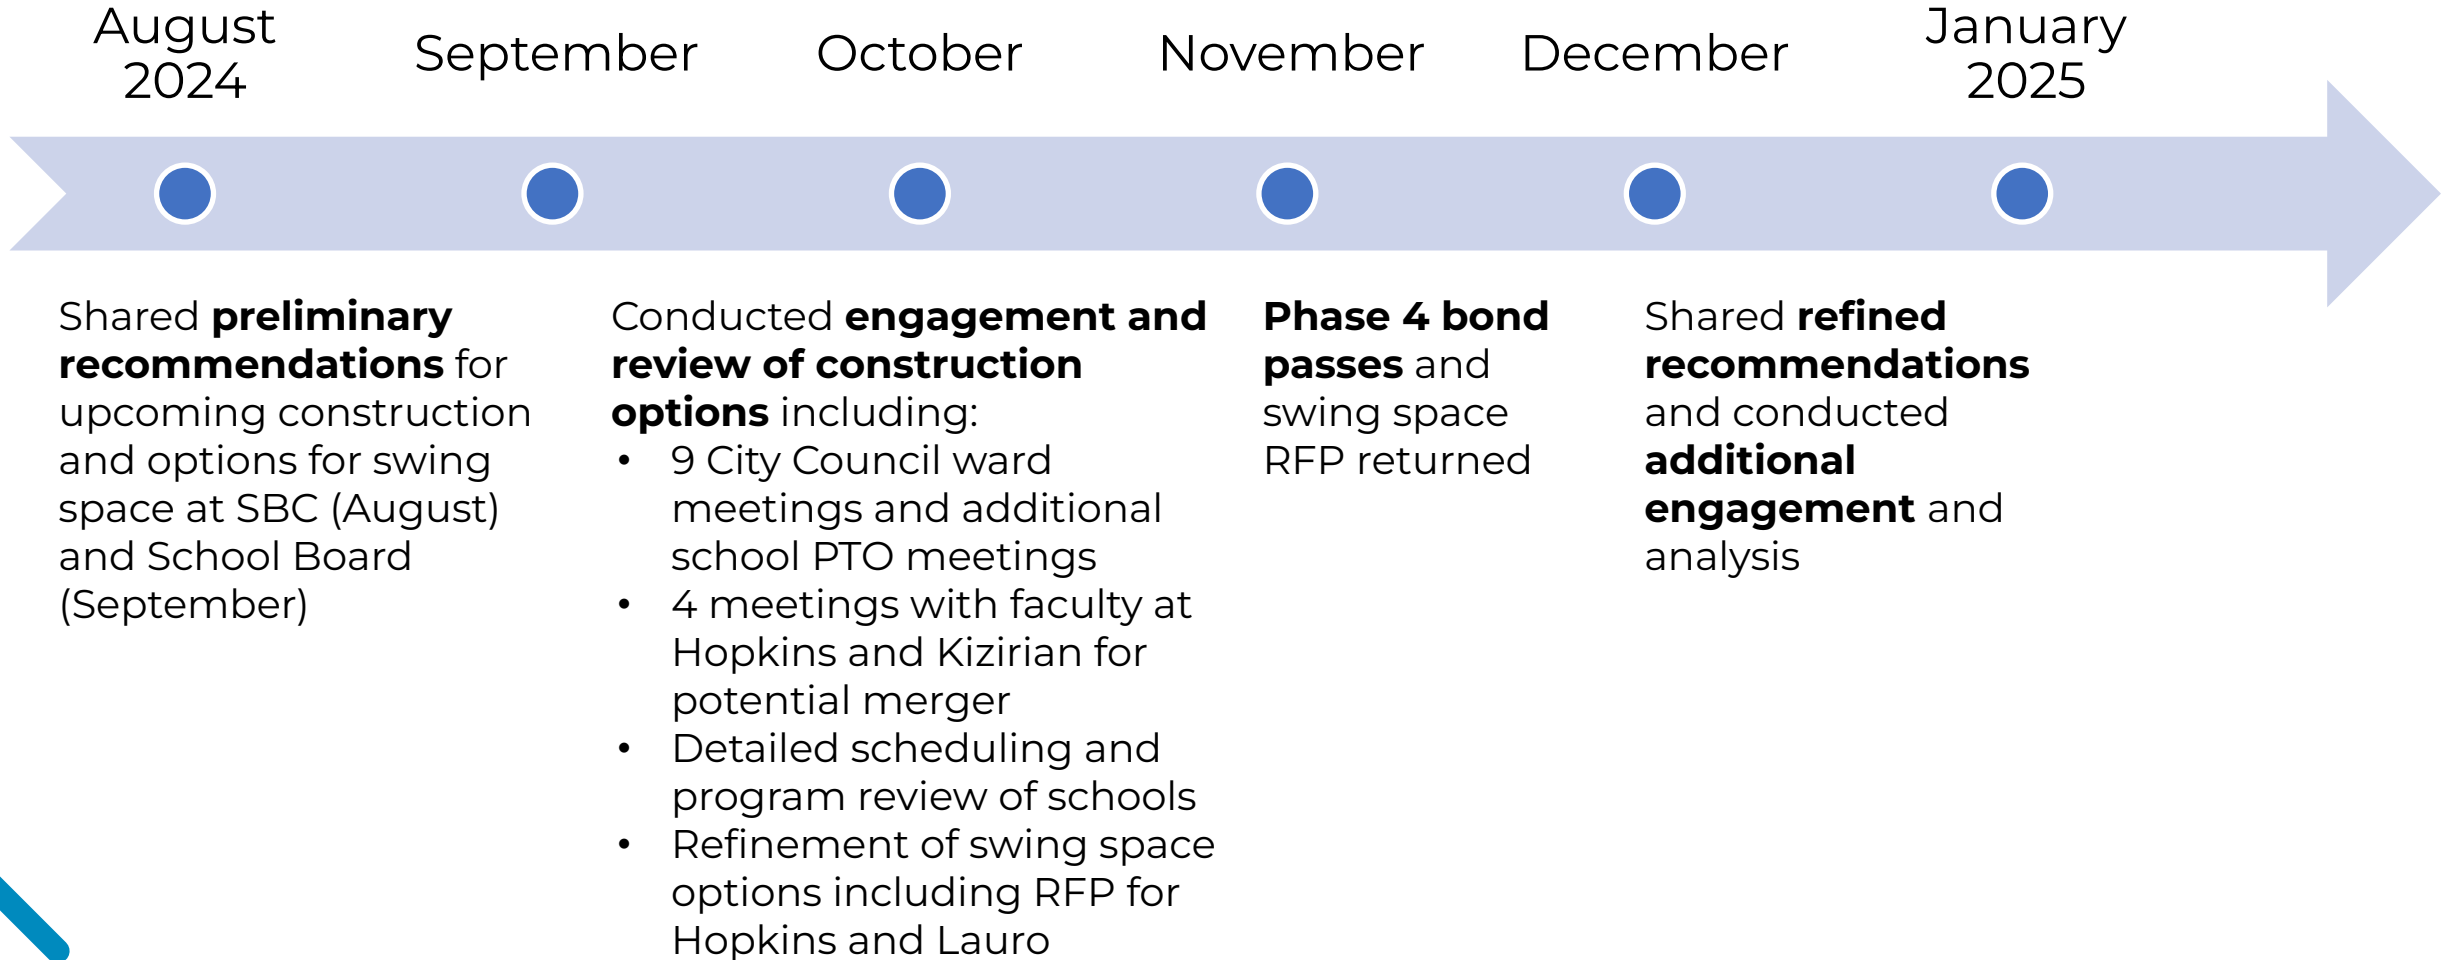 August
2024
September
October
November
December
January
2025
Shared preliminary
recommendations for
upcoming construction
and options for swing
space at SBC (August)
and School Board
(September)
Conducted engagement and
review of construction
options including:
• 9 City Council ward
meetings and additional
school PTO meetings
• 4 meetings with faculty at
Hopkins and Kizirian for
potential merger
• Detailed scheduling and
program review of schools
• Refinement of swing space
options including RFP for
Hopkins and Lauro
Phase 4 bond
passes and
swing space
RFP returned
Shared refined
recommendations
and conducted
additional
engagement and
analysis